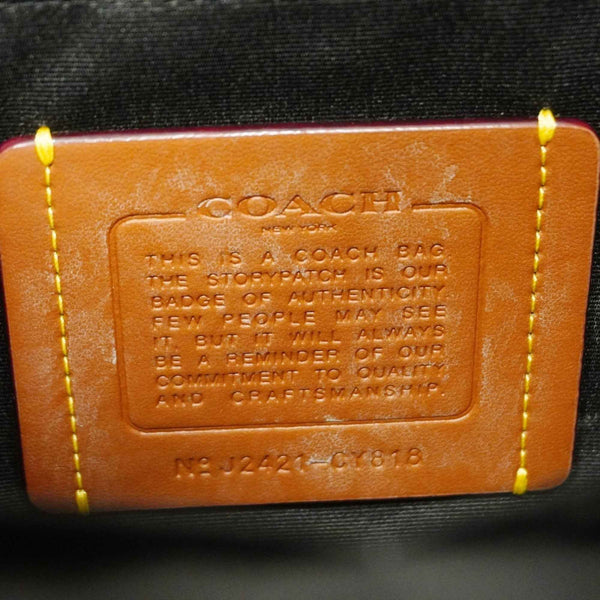 COACH
NEW YORK
THIS IS A COACH BAG
THE STORYPATCH IS OUR
BADGE OF AUTHENTICITY.
FEW PEOPLE MAY SEE
IT, BUT IT WILL ALWAYS
BE A REMINDER OF OUR
COMMITMENT TO QUALITY
AND CRAFTSMANSHIP.
Nº J2421-CY818